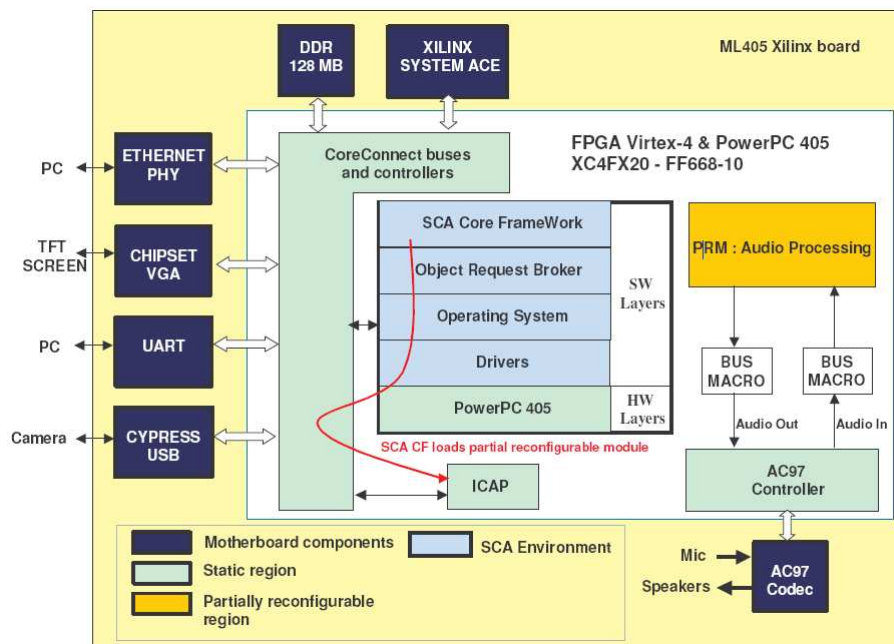 ML405 Xilinx board
DDR
128 MB
XILINX
SYSTEM ACE
FPGA Virtex-4 & PowerPC 405
XC4FX20 - FF668-10
CoreConnect buses
and controllers
PC
ETHERNET
PHY
TFT
SCREEN
CHIPSET
VGA
PC
UART
Camera
CYPRESS
USB
SCA Core FrameWork
Object Request Broker
Operating System
Drivers
PowerPC 405
SW
Layers
HW
Layers
SCA CF loads partial reconfigurable module
ICAP
PRM : Audio Processing
BUS
MACRO
BUS
MACRO
Audio Out
Audio In
AC97
Controller
Mic
Speakers
AC97
Codec
Motherboard components
SCA Environment
Static region
Partially reconfigurable
region